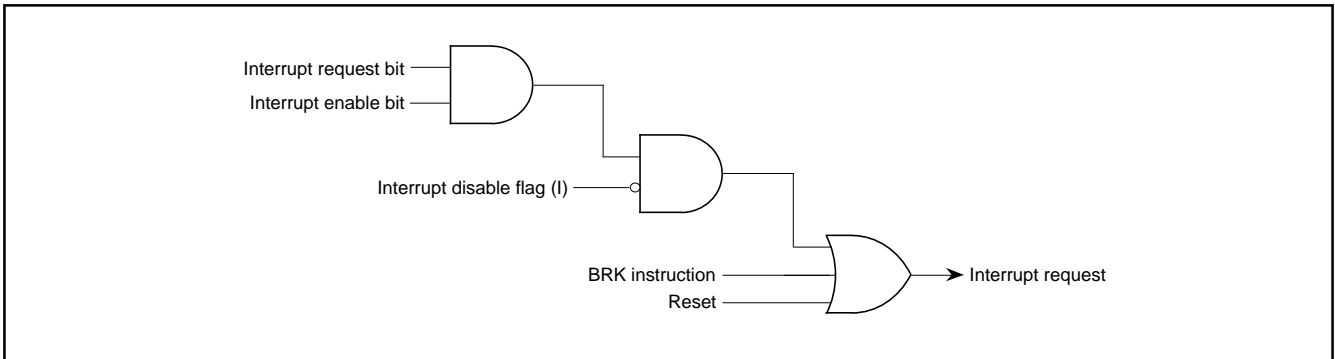 Interrupt request bit
Interrupt enable bit
Interrupt disable flag (I)
BRK instruction
Reset
Interrupt request